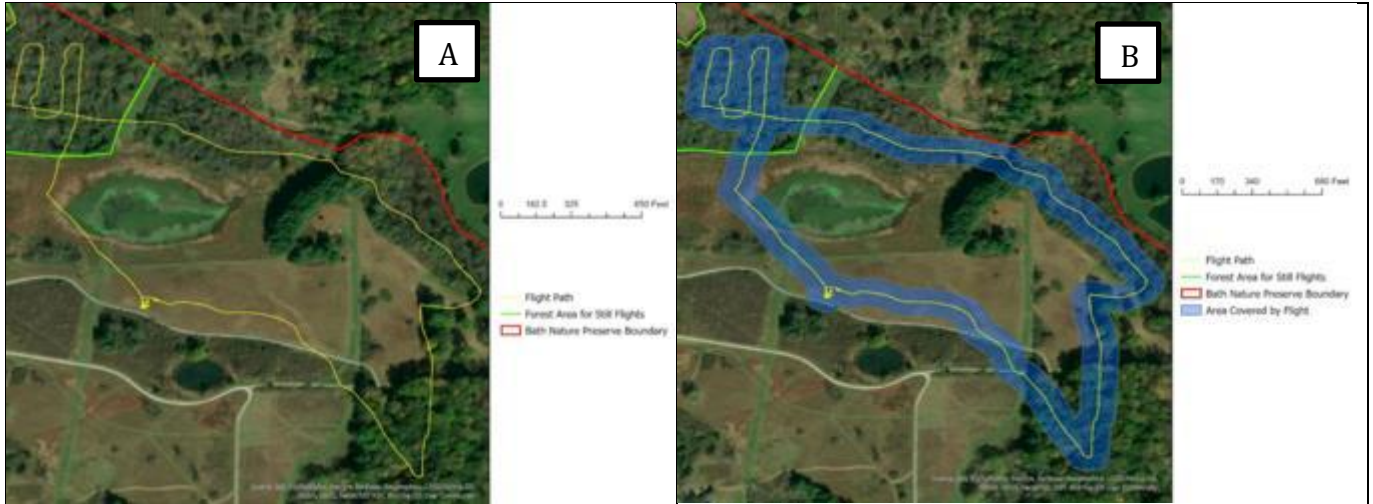 A
0 162.5 325 650 Feet
Flight Path
Forest Area for Still Flights
Bath Nature Preserve Boundary
B
0 170 340 680 Feet
Flight Path
Forest Area for Still Flights
Bath Nature Preserve Boundary
Area Covered by Flight